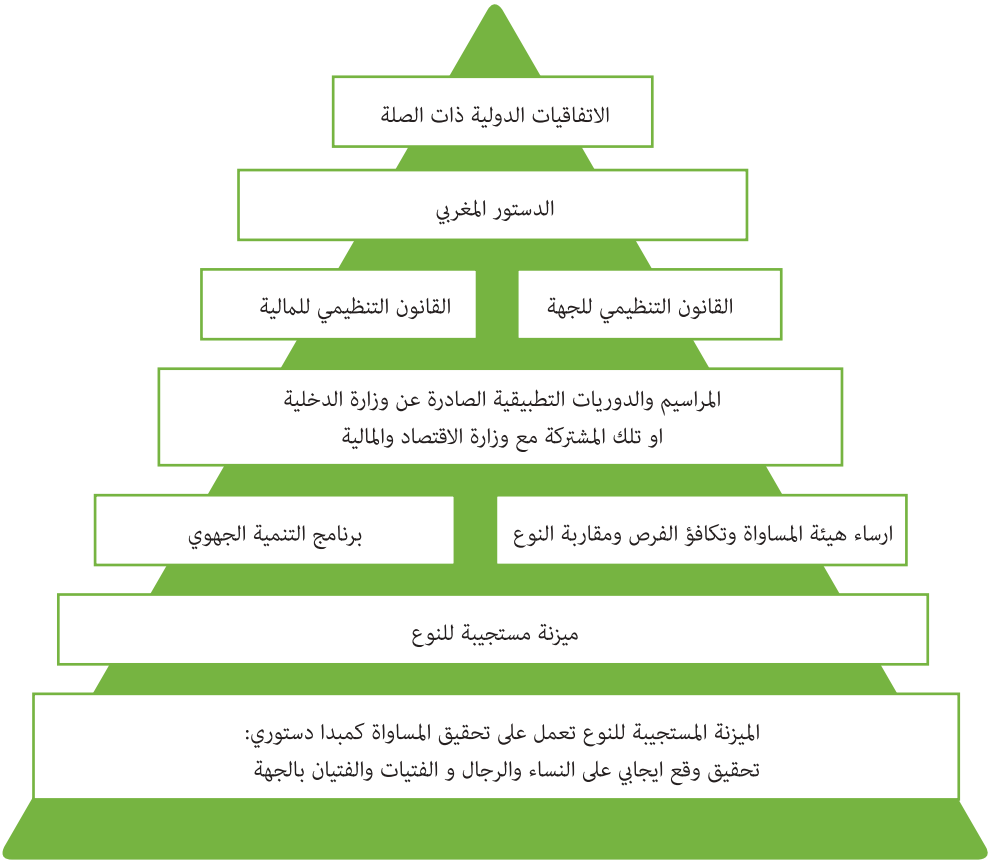 الاتفاقيات الدولية ذات الصلة
الدستور المغربي
القانون التنظيمي للجهة
القانون التنظيمي للمالية
المراسيم والدوريات التطبيقية الصادرة عن وزارة الدخلية
او تلك المشتركة مع وزارة الاقتصاد والمالية
ارساء هيئة المساواة وتكافؤ الفرص ومقاربة النوع
برنامج التنمية الجهوي
ميزنة مستجيبة للنوع
الميزنة المستجيبة للنوع تعمل على تحقيق المساواة كمبدا دستوري:
تحقيق وقع ايجابي على النساء والرجال و الفتيات والفتيان بالجهة